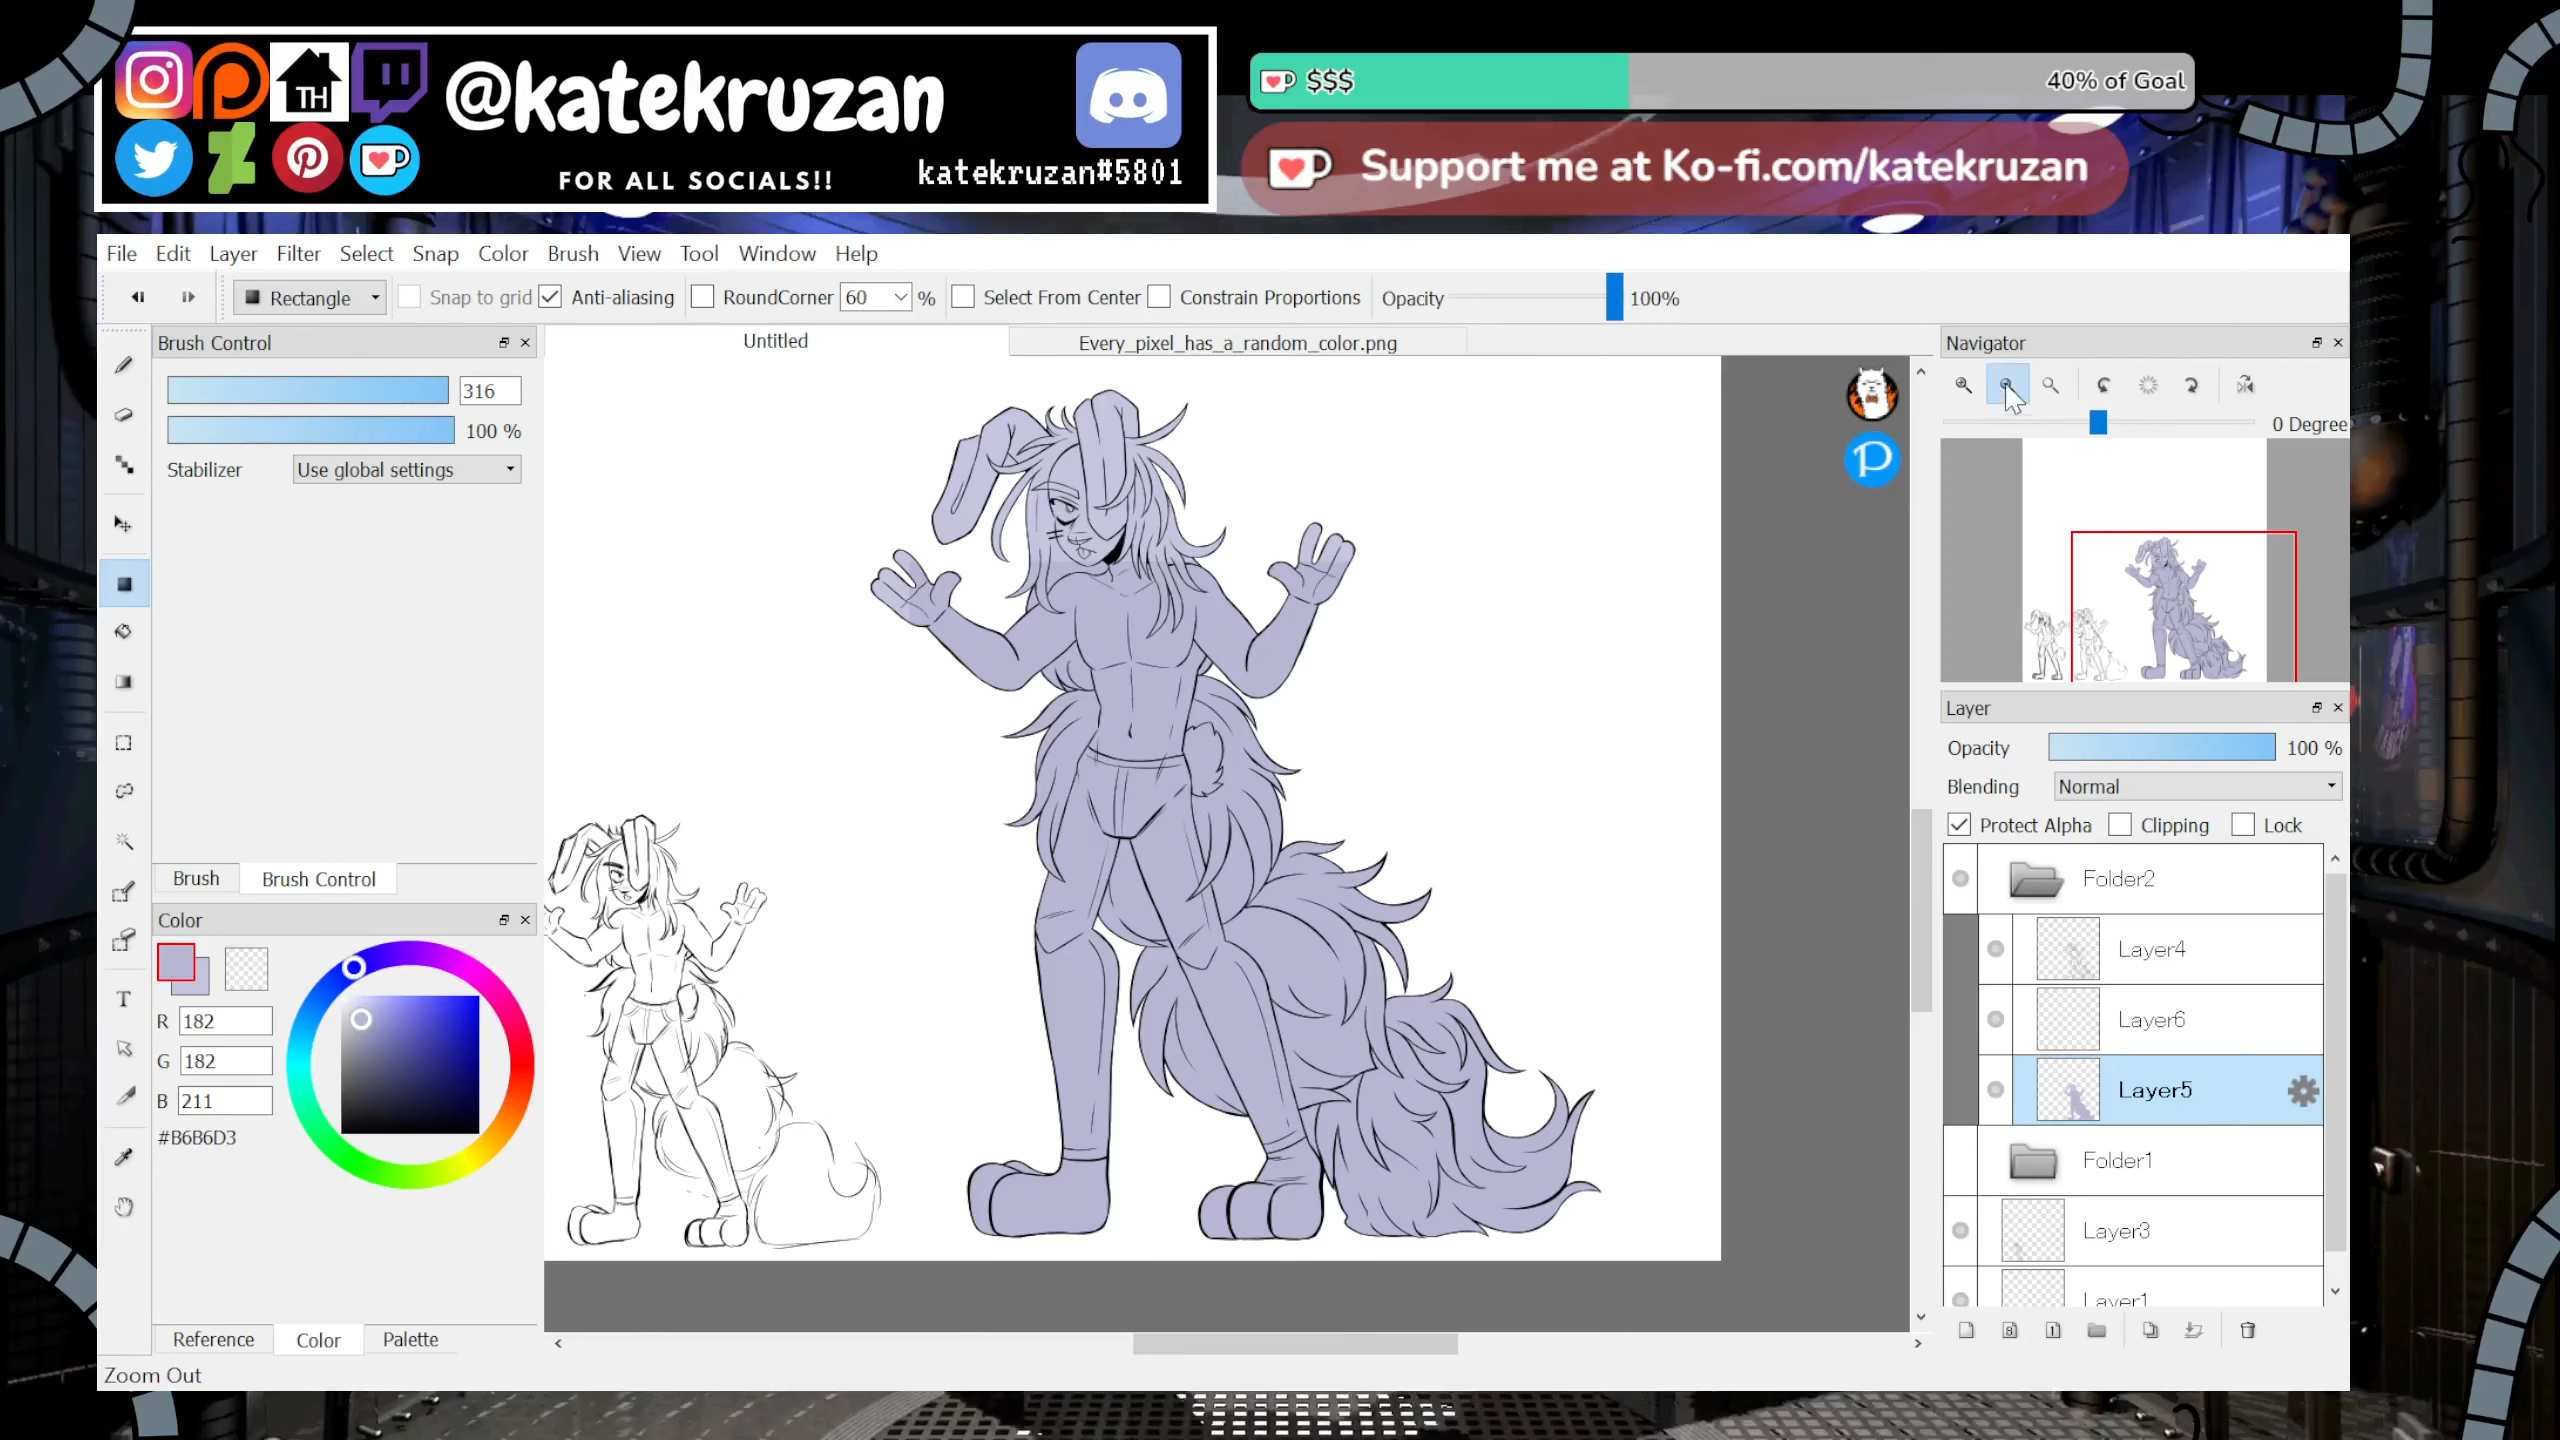 TH
@katekruzan
FOR ALL SOCIALS!!
katekruzan#5801
$$$
40% of Goal
Support me at Ko-fi.com/katekruzan
File Edit Layer Filter Select Snap Color Brush View Tool Window Help
Rectangle Snap to grid Anti-aliasing RoundCorner 60 % Select From Center Constrain Proportions Opacity 100%
Brush Control
316
100 %
Stabilizer Use global settings
Brush Brush Control
Color
R 182
G 182
B 211
#B6B6D3
Reference Color Palette
Zoom Out
Untitled Every_pixel_has_a_random_color.png
Navigator
0 Degree
Layer
Opacity 100 %
Blending Normal
Protect Alpha Clipping Lock
Folder2
Layer4
Layer6
Layer5
Folder1
Layer3
Layer1